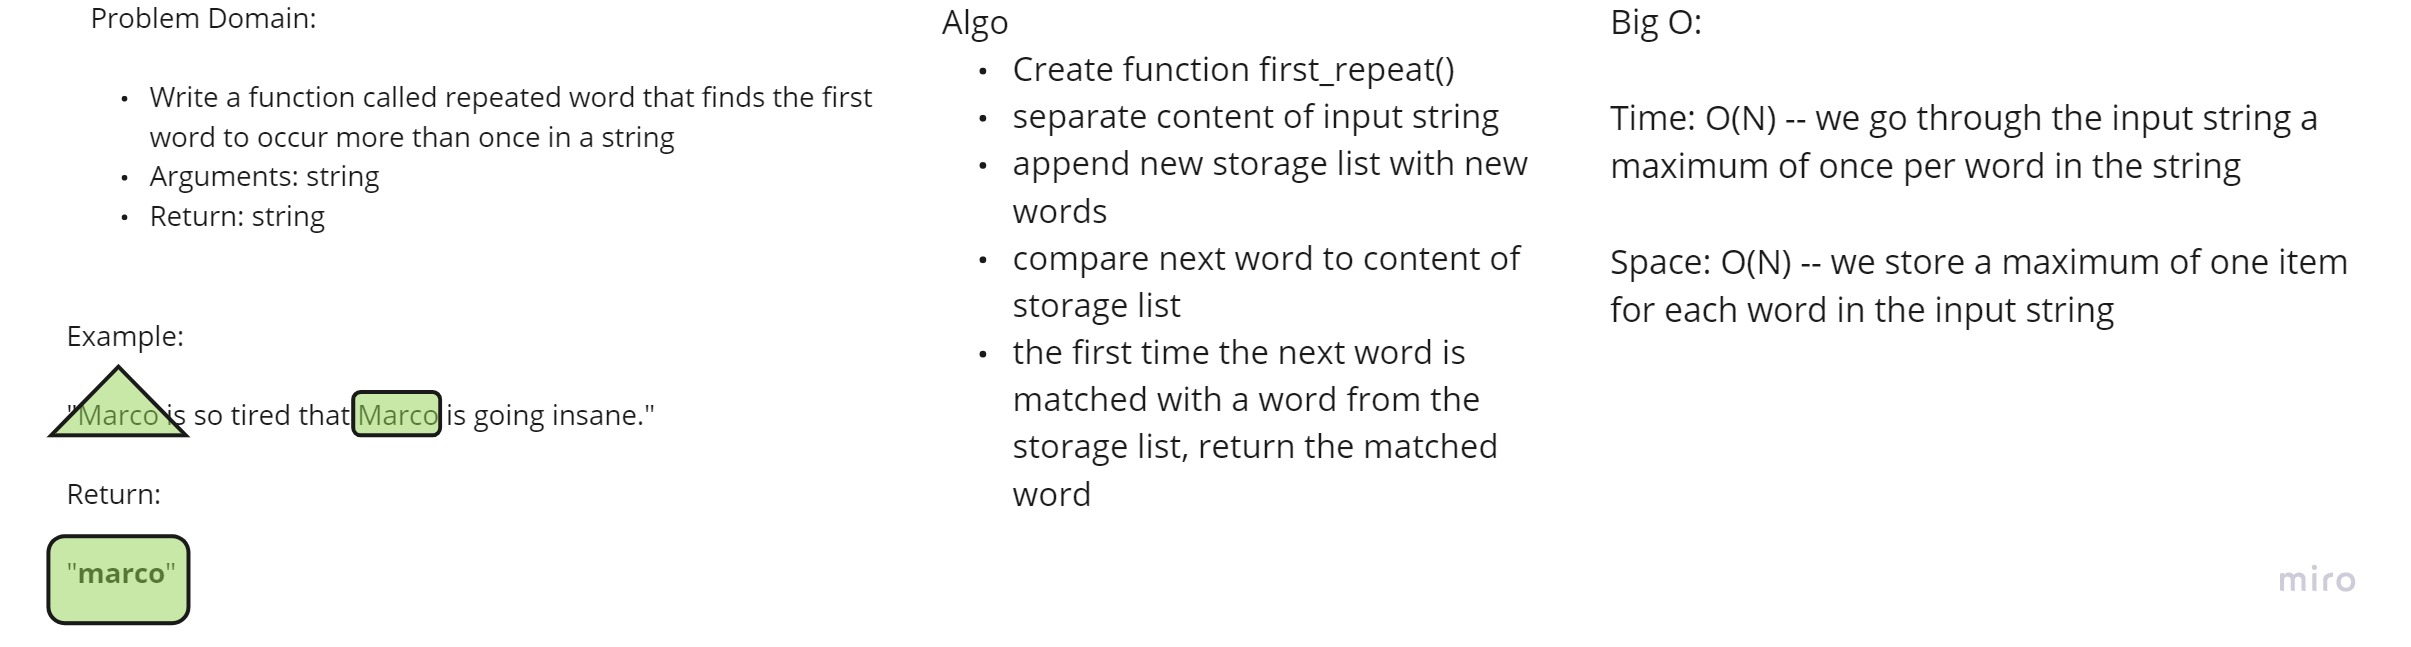 Problem Domain:
• Write a function called repeated word that finds the first
word to occur more than once in a string
• Arguments: string
• Return: string
Example:
"Marco is so tired that Marco is going insane."
Return:
"marco"
Algo
• Create function first_repeat()
• separate content of input string
• append new storage list with new
words
• compare next word to content of
storage list
• the first time the next word is
matched with a word from the
storage list, return the matched
word
Big O:
Time: O(N) -- we go through the input string a
maximum of once per word in the string
Space: O(N) -- we store a maximum of one item
for each word in the input string
miro